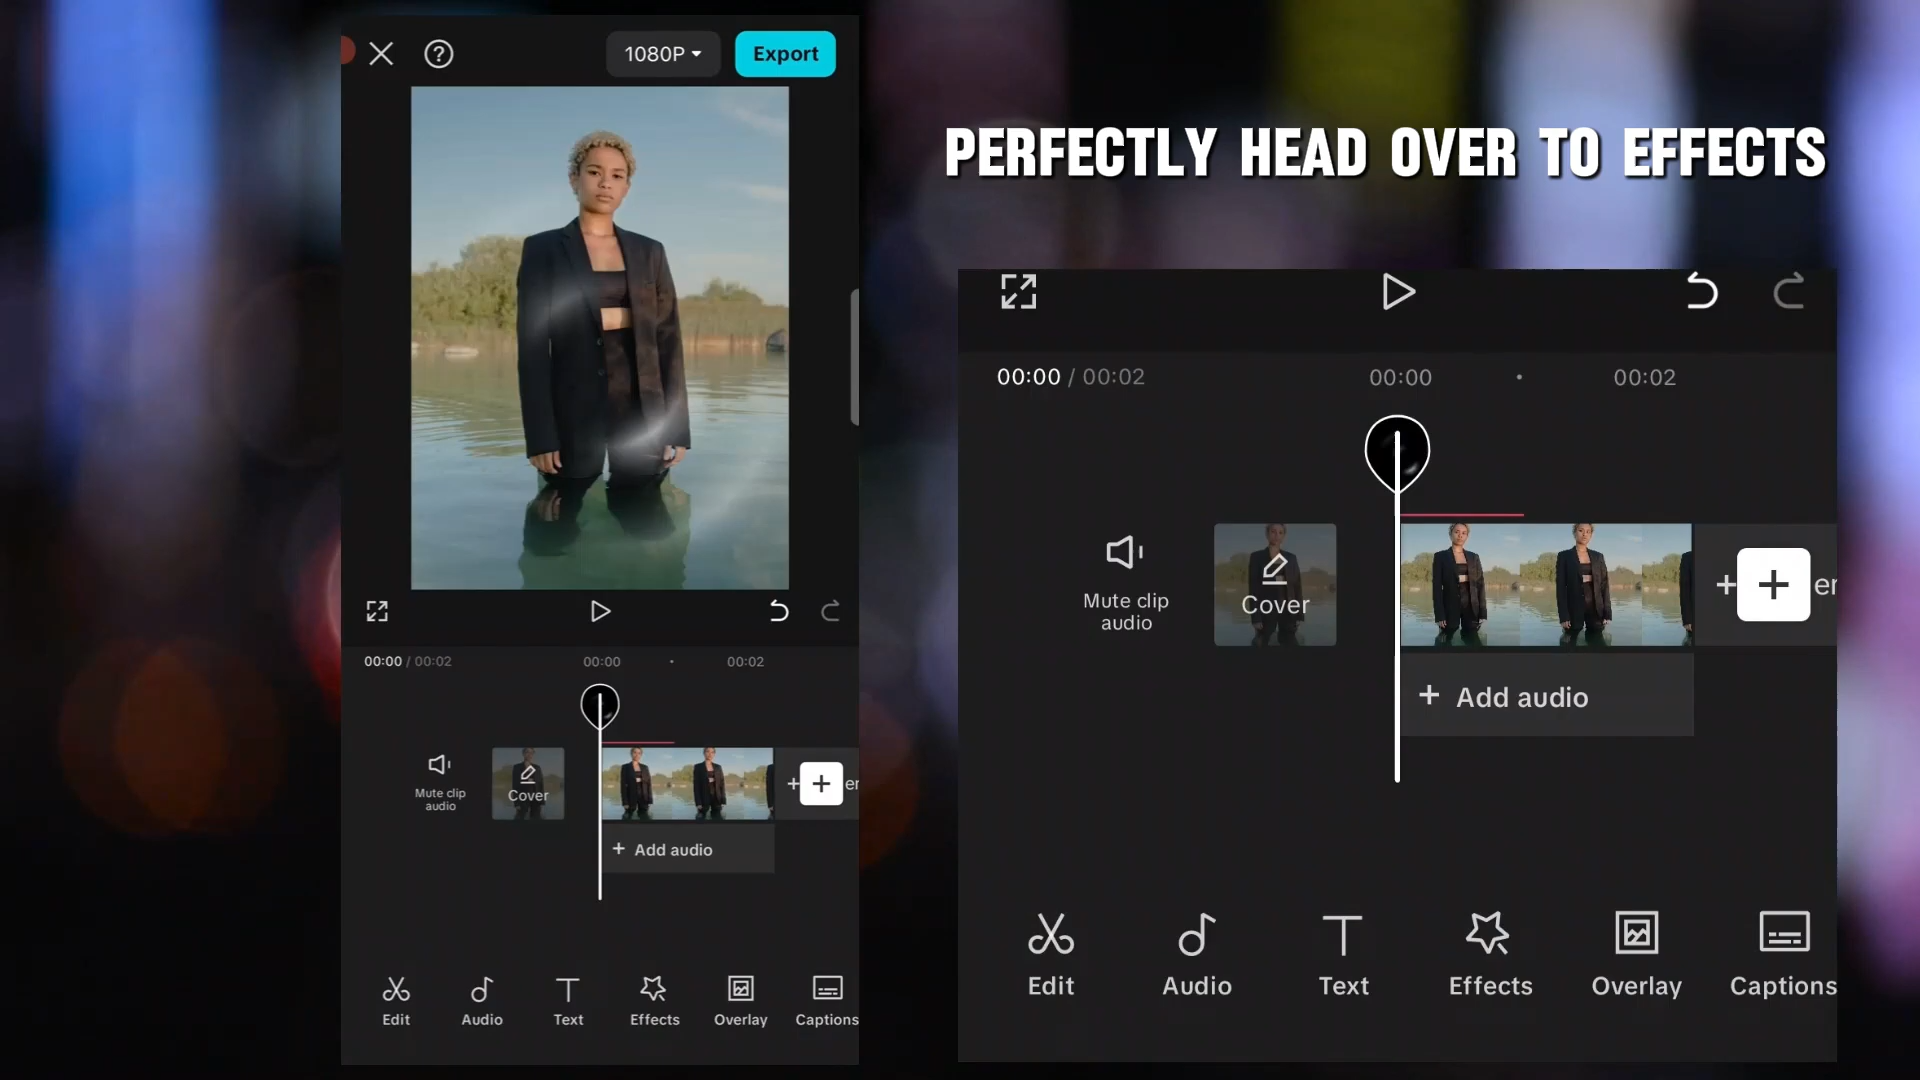 1080P
Export
PERFECTLY HEAD OVER TO EFFECTS
00:00 / 00:02
00:00
00:02
Mute clip
audio
Cover
er
Add audio
Edit
Audio
Text
Effects
Overlay
Captions
00:00 / 00:02
00:00
00:02
Mute clip
audio
Cover
er
Add audio
Edit
Audio
Text
Effects
Overlay
Captions